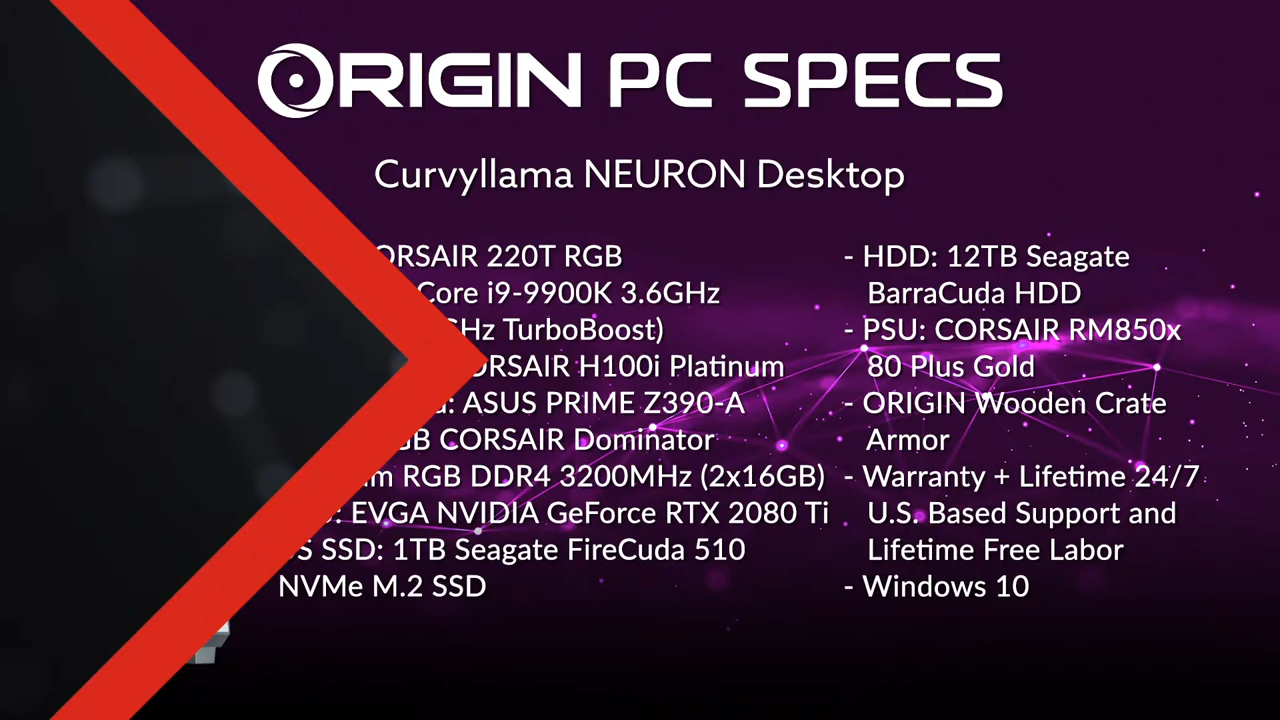 ORIGIN PC SPECS
Curvyllama NEURON Desktop
ORSAIR 220T RGB
Core i9-9900K 3.6GHz
GHz TurboBoost)
ORSAIR H100i Platinum
ASUS PRIME Z390-A
GB CORSAIR Dominator
RGB DDR4 3200MHz (2x16GB)
EVGA NVIDIA GeForce RTX 2080 Ti
SSD: 1TB Seagate FireCuda 510
NVMe M.2 SSD
- HDD: 12TB Seagate
BarraCuda HDD
- PSU: CORSAIR RM850x
80 Plus Gold
- ORIGIN Wooden Crate
Armor
- Warranty + Lifetime 24/7
U.S. Based Support and
Lifetime Free Labor
- Windows 10